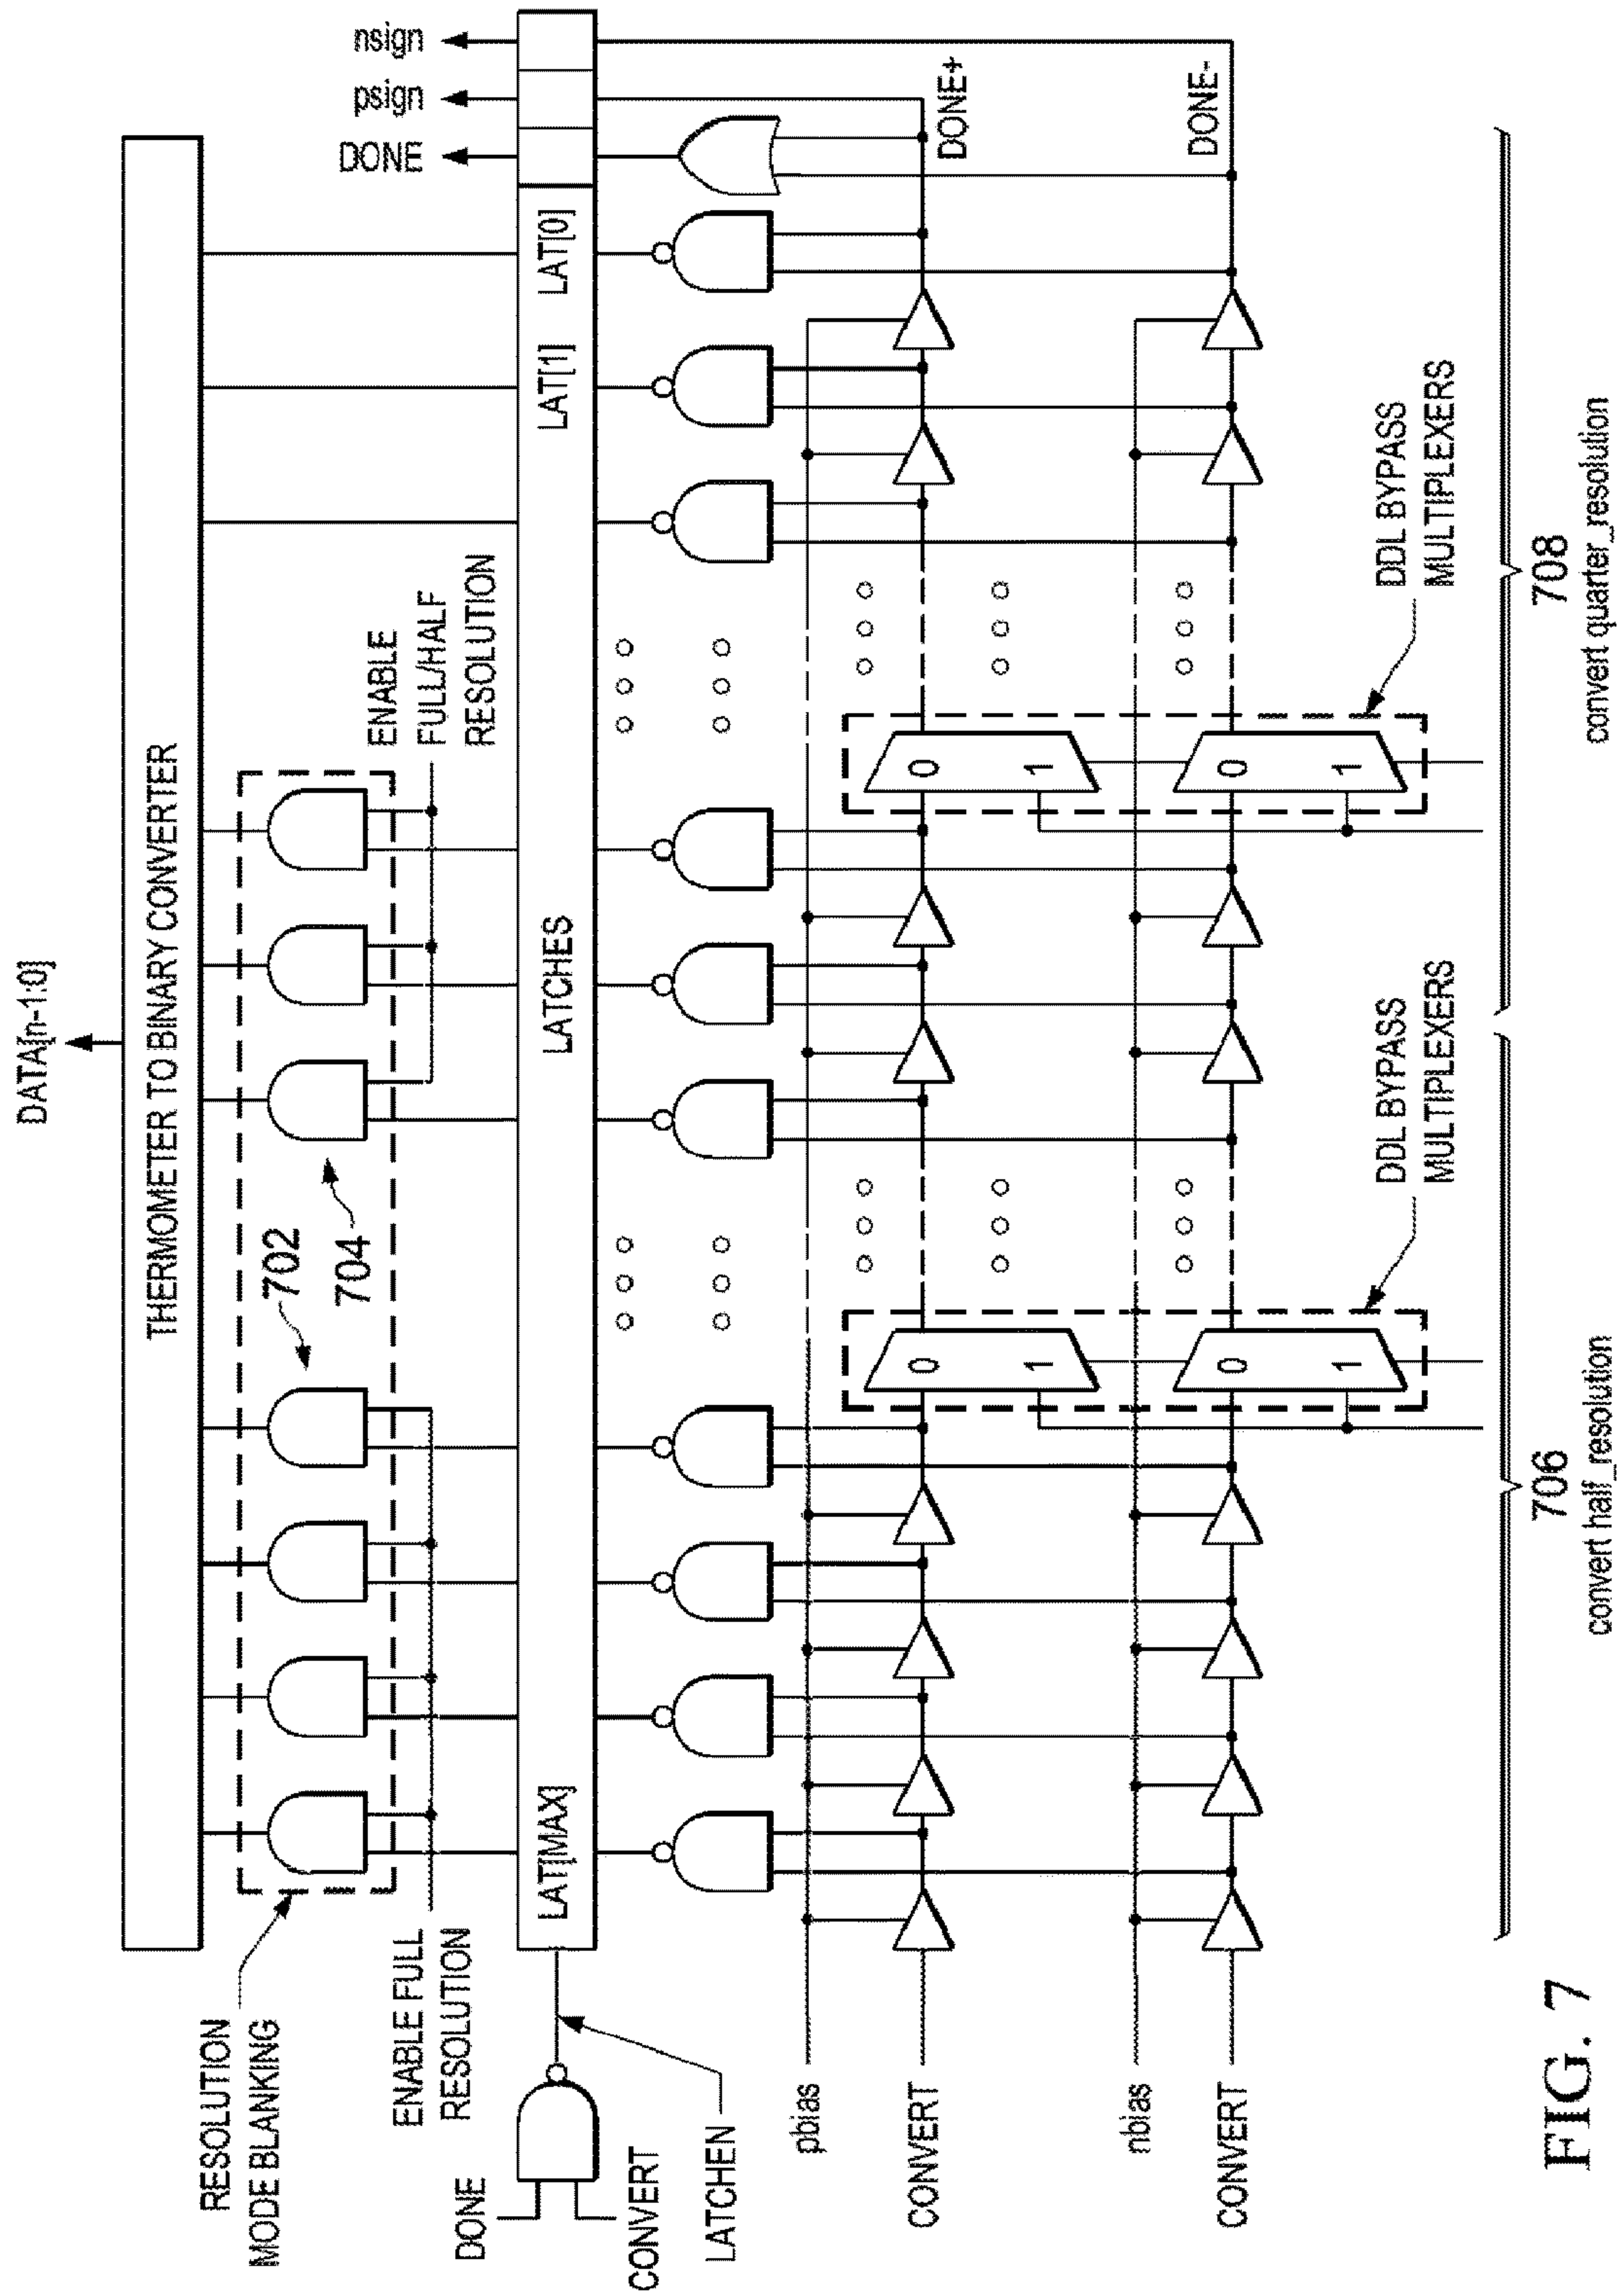 DATA[n-1:0]
THERMOMETER TO BINARY CONVERTER
RESOLUTION
MODE BLANKING
702
704
ENABLE
FULL/HALF
RESOLUTION
ENABLE FULL
RESOLUTION
DONE
psign
nsign
DONE
CONVERT
LATCHEN
LAT[MAX]
LATCHES
LAT[1]
LAT[0]
pbias
CONVERT
DONE+
0
1
0
1
nbias
CONVERT
DONE-
0
1
0
1
DDL BYPASS
MULTIPLEXERS
DDL BYPASS
MULTIPLEXERS
706
convert half_resolution
708
convert quarter_resolution
FIG. 7